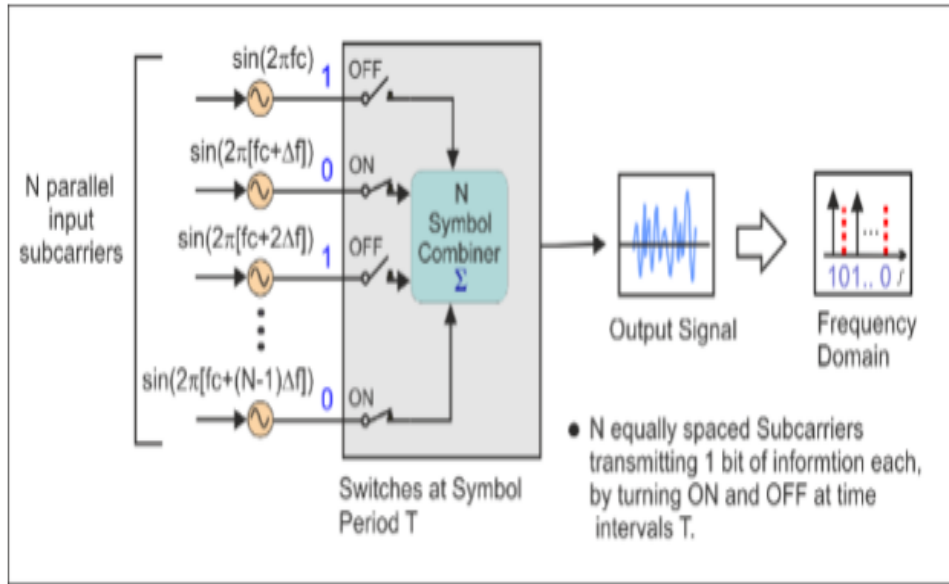 sin(2πfc)
1
OFF
sin(2π[fc+Δf])
0
ON
N parallel
input
subcarriers
sin(2π[fc+2Δf])
1
OFF
N
Symbol
Combiner
Σ
sin(2π[fc+(N-1)Δf])
0
ON
Switches at Symbol
Period T
Output Signal
...
101.. 0 f
Frequency
Domain
● N equally spaced Subcarriers
transmitting 1 bit of informtion each,
by turning ON and OFF at time
intervals T.